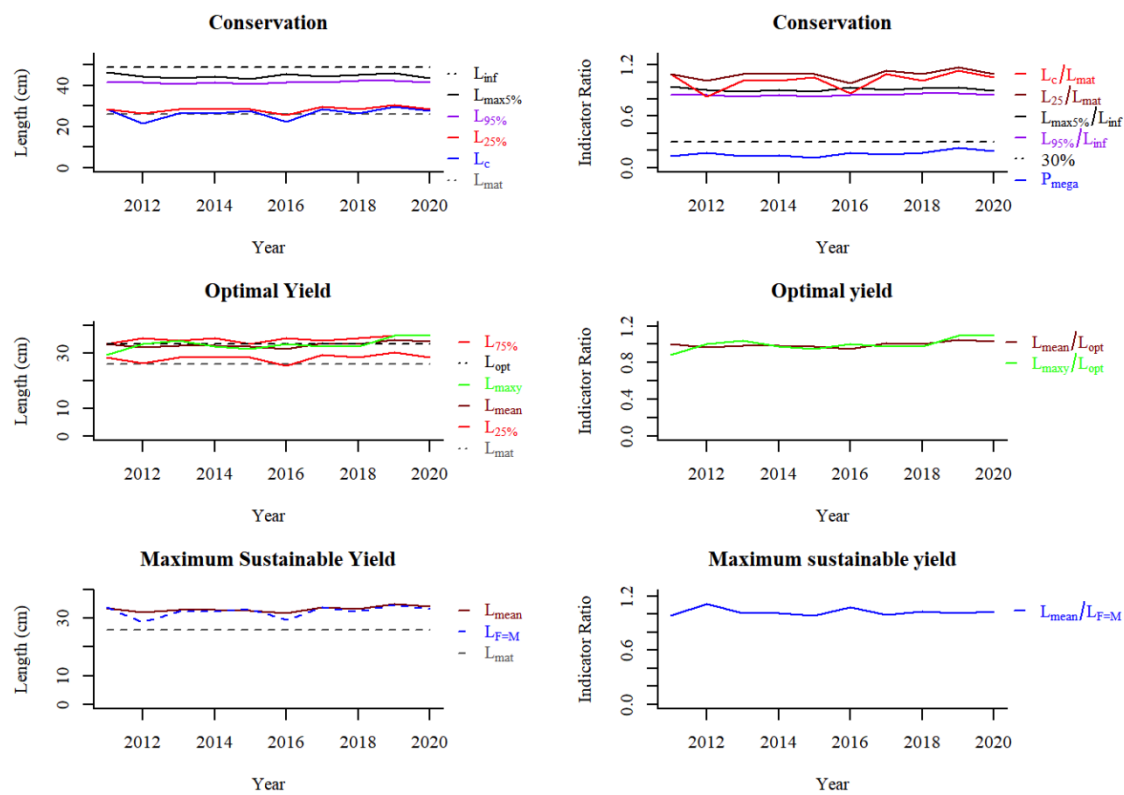 Conservation
Length (cm)
0
20
40
2012 2014 2016 2018 2020
Year
Linf
Lmax5%
L95%
L25%
Lc
Lmat
Conservation
Indicator Ratio
0.0
0.6
1.2
2012 2014 2016 2018 2020
Year
Lc/Lmat
L25/Lmat
Lmax5%/Linf
L95%/Linf
30%
Pmega
Optimal Yield
Length (cm)
0
10
30
2012 2014 2016 2018 2020
Year
L75%
Lopt
Lmaxy
Lmean
L25%
Lmat
Optimal yield
Indicator Ratio
0.0
0.4
0.8
1.2
2012 2014 2016 2018 2020
Year
Lmean/Lopt
Lmaxy/Lopt
Maximum Sustainable Yield
Length (cm)
0
10
30
2012 2014 2016 2018 2020
Year
Lmean
LF=M
Lmat
Maximum sustainable yield
Indicator Ratio
0.0
0.6
1.2
2012 2014 2016 2018 2020
Year
Lmean/LF=M